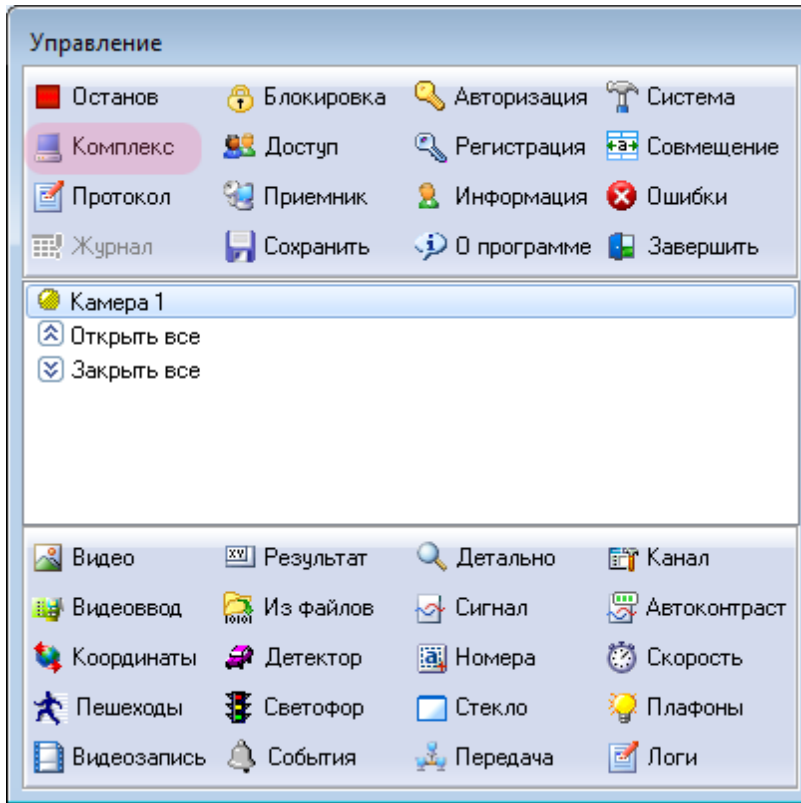 Управление
Останов Блокировка Авторизация Система
Комплекс Доступ Регистрация Совмещение
Протокол Приемник Информация Ошибки
Журнал Сохранить О программе Завершить
Камера 1
Открыть все
Закрыть все
Видео Результат Детально Канал
Видеоввод Из файлов Сигнал Автоконтраст
Координаты Детектор Номера Скорость
Пешеходы Светофор Стекло Плафоны
Видеозапись События Передача Логи